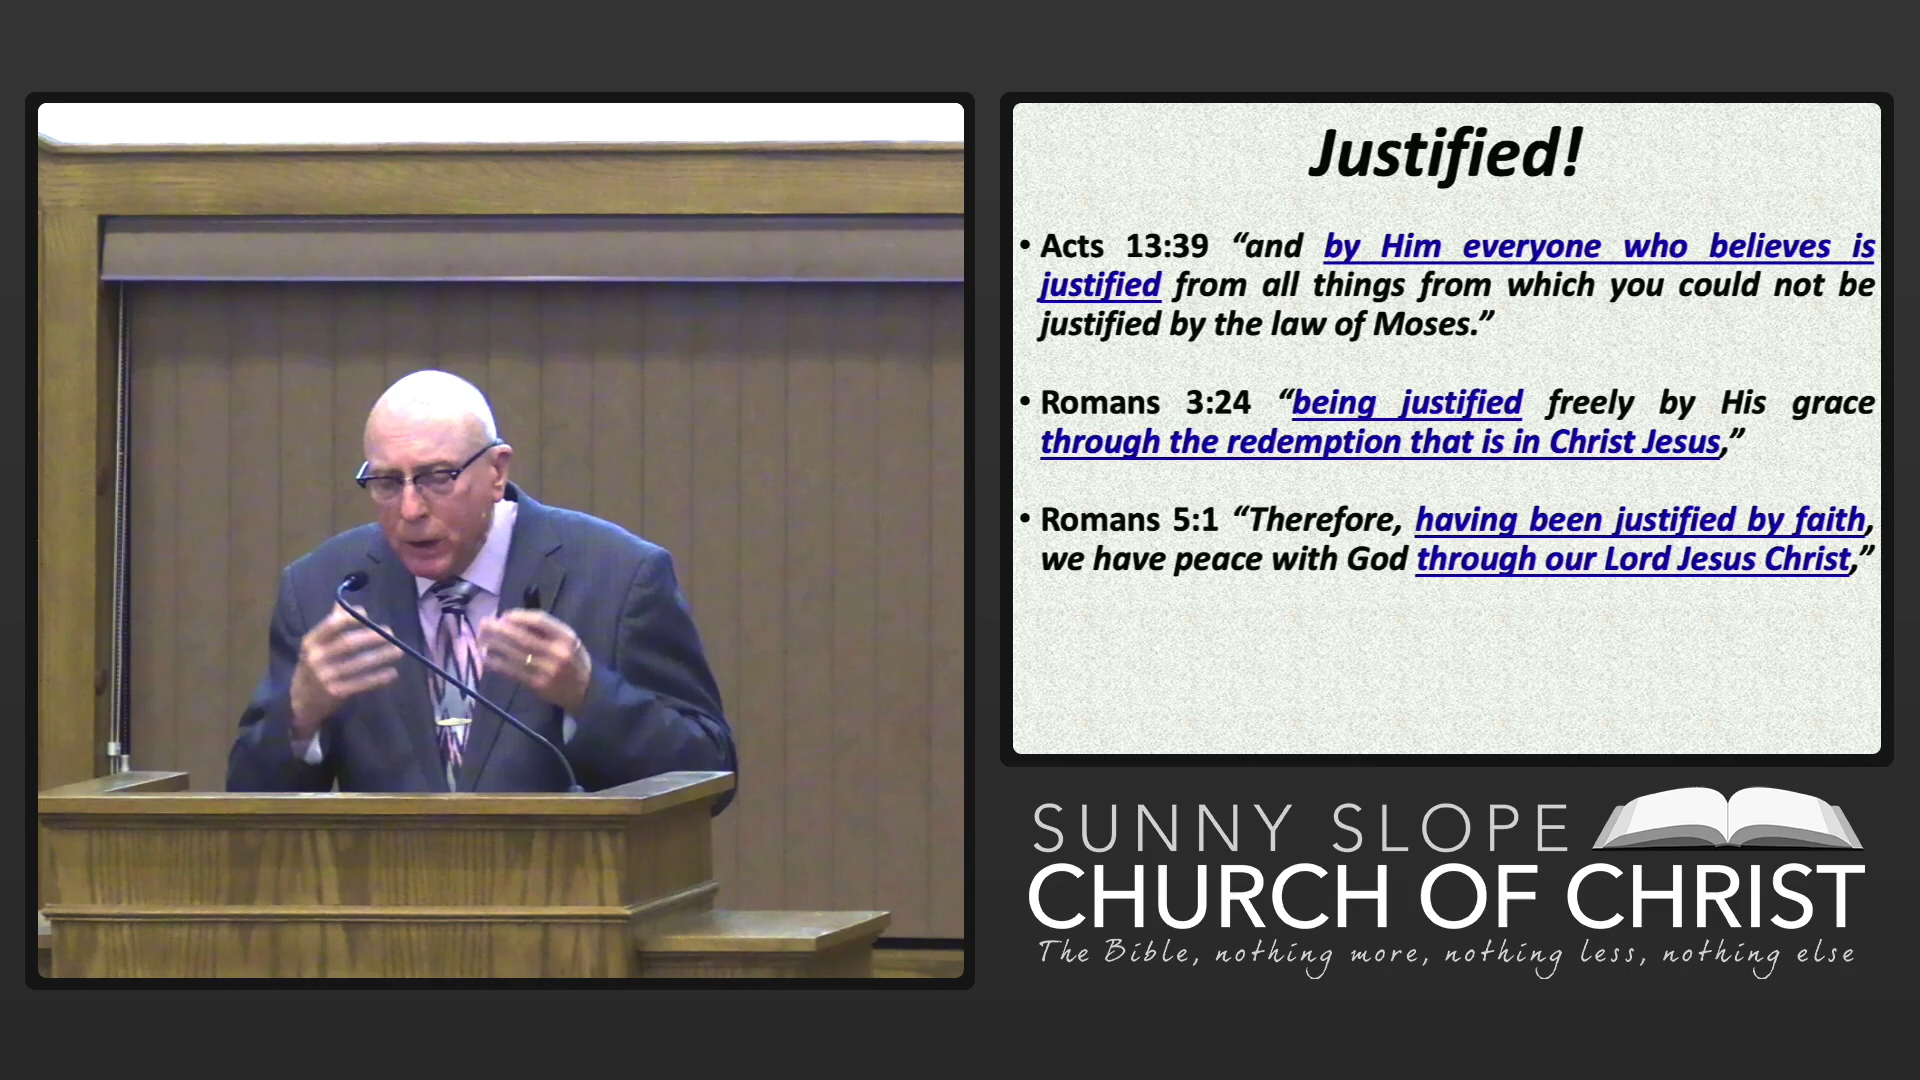 Justified!
• Acts 13:39 “and by Him everyone who believes is
justified from all things from which you could not be
justified by the law of Moses.”
• Romans 3:24 “being justified freely by His grace
through the redemption that is in Christ Jesus,”
• Romans 5:1 “Therefore, having been justified by faith,
we have peace with God through our Lord Jesus Christ,”
SUNNY SLOPE
CHURCH OF CHRIST
The Bible, nothing more, nothing less, nothing else